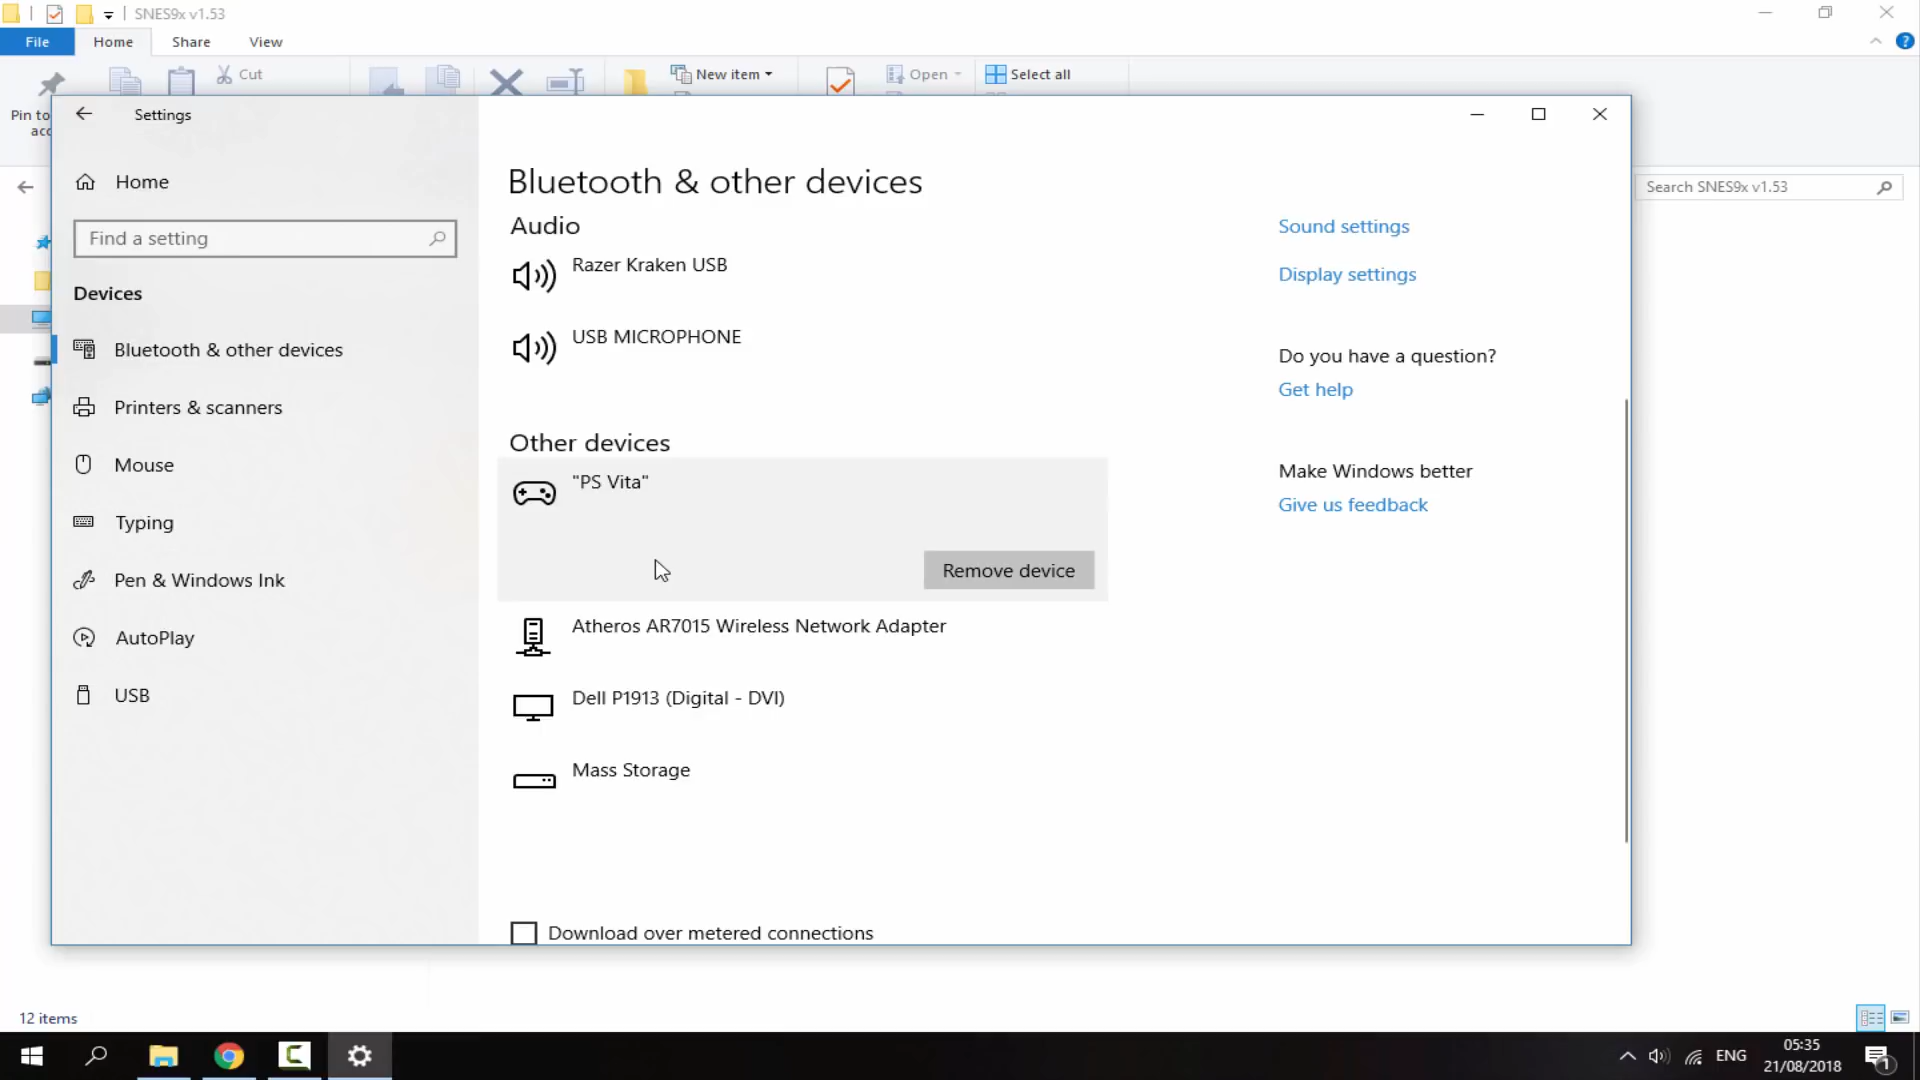 SNES9x v1.53
File
Home
Share
View
Cut
New item
Open
Select all
Pin to
acc
Settings
Home
Find a setting
Devices
Bluetooth & other devices
Printers & scanners
Mouse
Typing
Pen & Windows Ink
AutoPlay
USB
Bluetooth & other devices
Audio
Razer Kraken USB
USB MICROPHONE
Other devices
"PS Vita"
Remove device
Atheros AR7015 Wireless Network Adapter
Dell P1913 (Digital - DVI)
Mass Storage
Download over metered connections
Sound settings
Display settings
Do you have a question?
Get help
Make Windows better
Give us feedback
Search SNES9x v1.53
12 items
ENG
05:35
21/08/2018
1